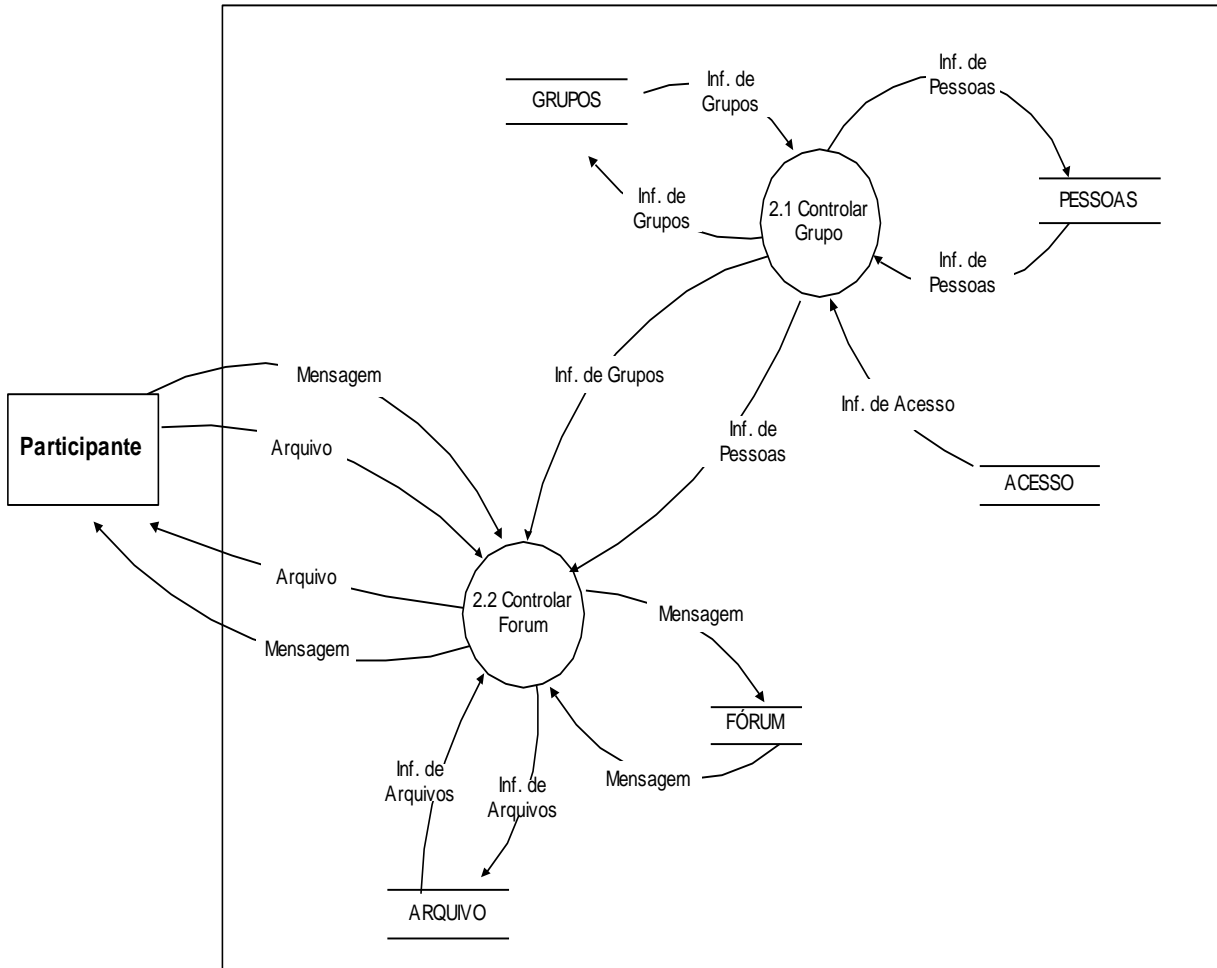 Inf. de
Pessoas
GRUPOS
Inf. de
Grupos
PESSOAS
2.1 Controlar
Grupo
Inf. de
Grupos
Inf. de
Pessoas
Mensagem
Inf. de Grupos
Inf. de Acesso
Participante
Arquivo
Inf. de
Pessoas
ACESSO
Arquivo
2.2 Controlar
Forum
Mensagem
Mensagem
FÓRUM
Inf. de
Arquivos
Inf. de
Arquivos
Mensagem
ARQUIVO